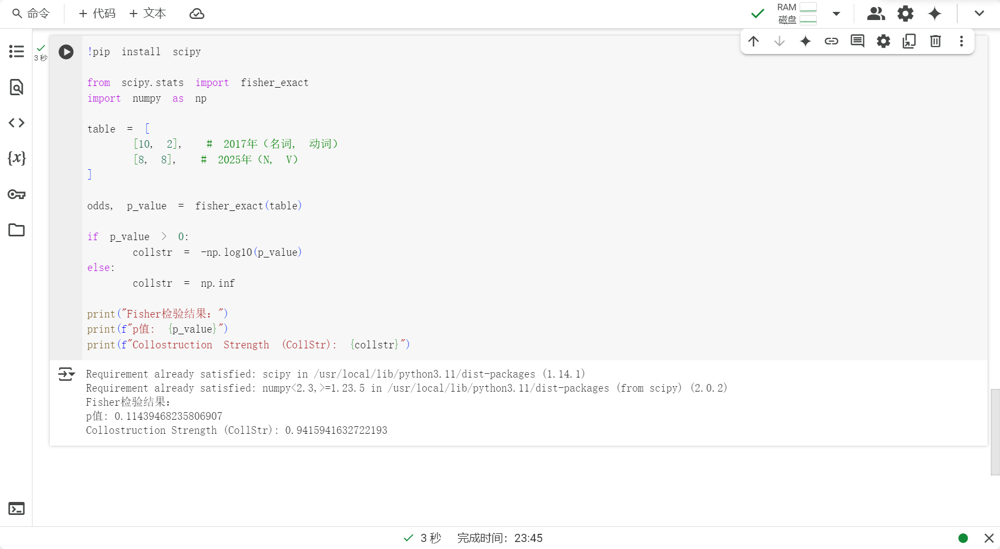 命令
+ 代码
+ 文本
RAM
磁盘
3 秒
!pip install scipy
from scipy.stats import fisher_exact
import numpy as np
table = [
[10, 2], # 2017年（名词, 动词）
[8, 8], # 2025年（N, V）
]
odds, p_value = fisher_exact(table)
if p_value > 0:
collstr = -np.log10(p_value)
else:
collstr = np.inf
print("Fisher检验结果：")
print(f"p值: {p_value}")
print(f"Collostruction Strength (CollStr): {collstr}")
Requirement already satisfied: scipy in /usr/local/lib/python3.11/dist-packages (1.14.1)
Requirement already satisfied: numpy<2.3,>=1.23.5 in /usr/local/lib/python3.11/dist-packages (from scipy) (2.0.2)
Fisher检验结果：
p值: 0.11439468235806907
Collostruction Strength (CollStr): 0.9415941632722193
3 秒 完成时间：23:45